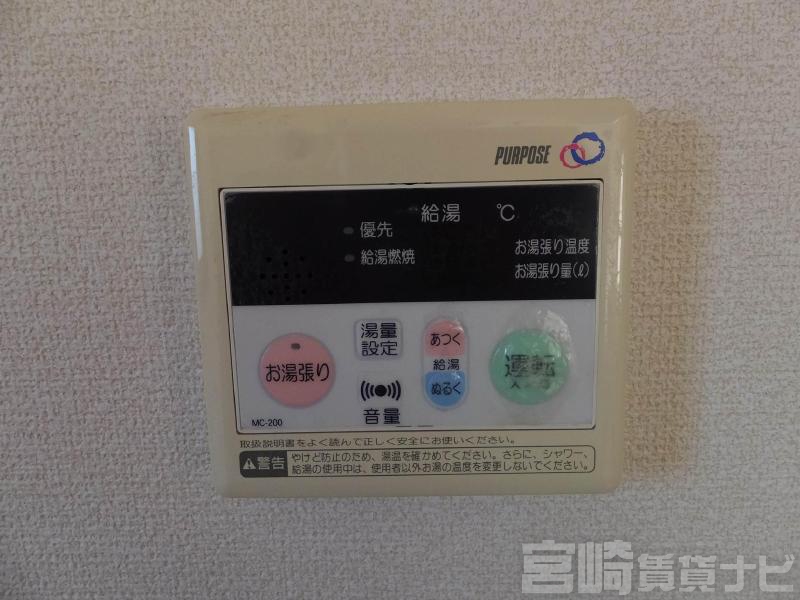 PURPOSE
給湯 ℃
優先
給湯燃焼
お湯張り温度
お湯張り量(ℓ)
お湯張り
湯量
設定
音量
あつく
給湯
ぬるく
運転
MC-200
取扱説明書をよく読んで正しく安全にお使いください。
警告
やけど防止のため、湯温を確かめてください。さらに、シャワー、
給湯の使用中は、使用者以外お湯の温度を変更しないでください。
宮崎賃貸ナビ